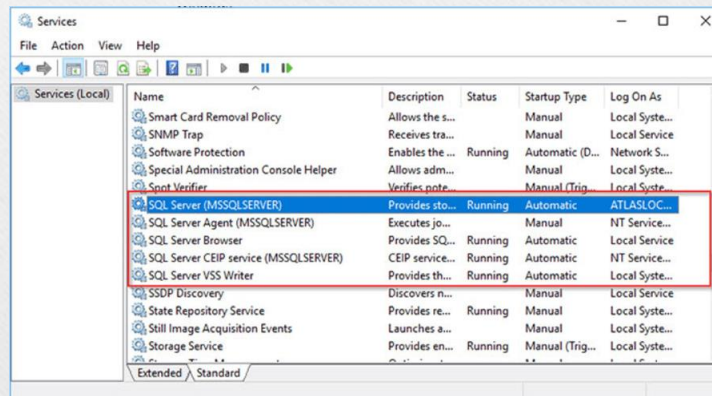 Services
File Action View Help
Services (Local)
Name Description Status Startup Type Log On As
Smart Card Removal Policy Allows the s... Manual Local Syste...
SNMP Trap Receives tra... Manual Local Service
Software Protection Enables the ... Running Automatic (D... Network S...
Special Administration Console Helper Allows adm... Manual Local Syste...
Spot Verifier Verifies pote... Manual (Trig... Local Syste...
SQL Server (MSSQLSERVER) Provides sto... Running Automatic ATLASLOC...
SQL Server Agent (MSSQLSERVER) Executes jo... Manual NT Service...
SQL Server Browser Provides SQ... Running Automatic Local Service
SQL Server CEIP service (MSSQLSERVER) CEIP service... Running Automatic NT Service...
SQL Server VSS Writer Provides th... Running Automatic Local Syste...
SSDP Discovery Discovers n... Manual Local Service
State Repository Service Provides re... Running Manual Local Syste...
Still Image Acquisition Events Launches a... Manual Local Syste...
Storage Service Provides en... Running Manual (Trig... Local Syste...
Extended Standard